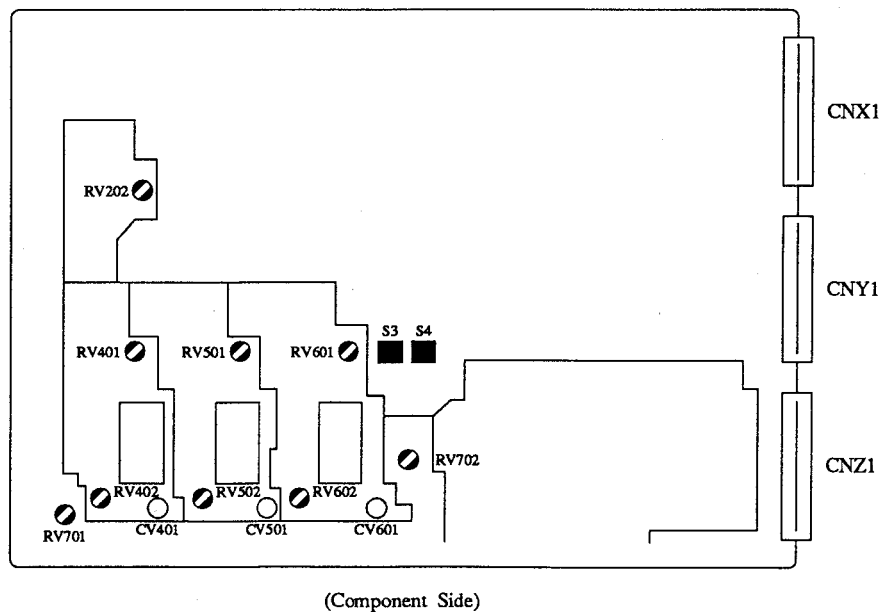 CNX1
RV202
CNY1
S3 S4
RV401 RV501 RV601
RV702
CNZ1
RV402 RV502 RV602
RV701 CV401 CV501 CV601
(Component Side)